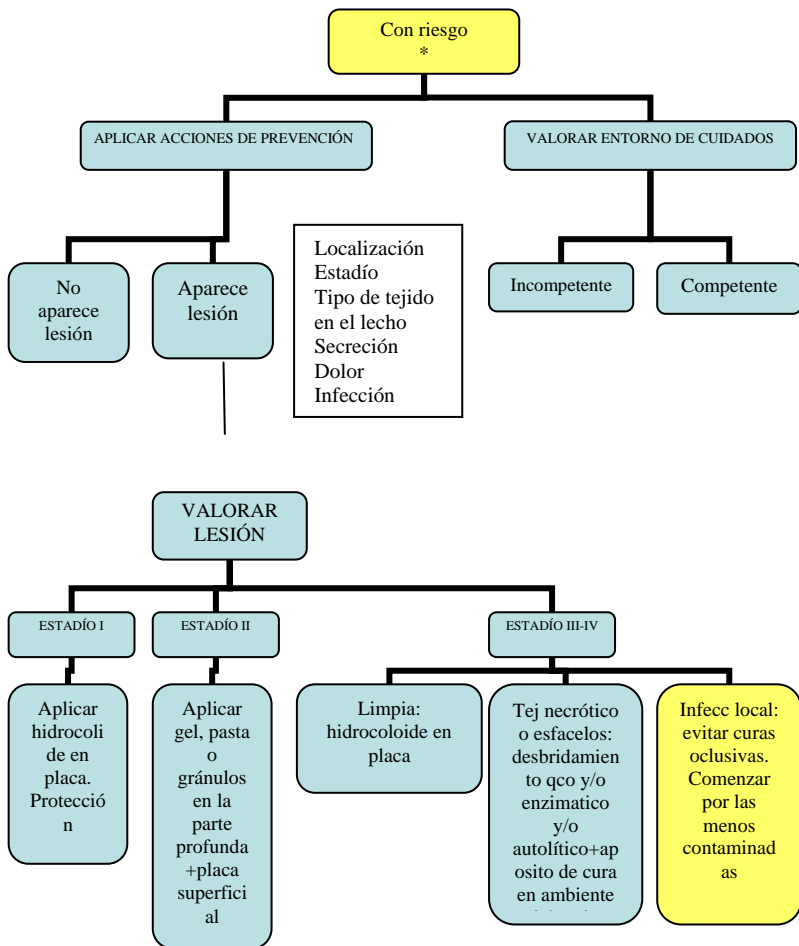 Con riesgo
*
APLICAR ACCIONES DE PREVENCIÓN
VALORAR ENTORNO DE CUIDADOS
No
aparece
lesión
Aparece
lesión
Localización
Estadío
Tipo de tejido
en el lecho
Secreción
Dolor
Infección
Incompetente
Competente
VALORAR
LESIÓN
ESTADÍO I
ESTADÍO II
ESTADÍO III-IV
Aplicar
hidrocoli
de en
placa.
Protecció
n
Aplicar
gel, pasta
o
gránulos
en la
parte
profunda
+placa
superfici
al
Limpia:
hidrocoloide en
placa
Tej necrótico
o esfacelos:
desbridamie
nto qco y/o
enzimatico
y/o
autolítico+ap
osito de cura
en ambiente
Infecc local:
evitar curas
oclusivas.
Comenzar
por las
menos
contaminad
as